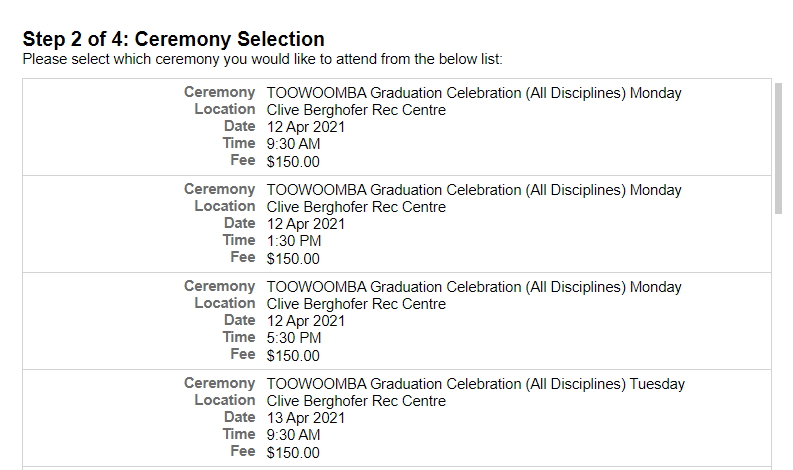 Step 2 of 4: Ceremony Selection
Please select which ceremony you would like to attend from the below list:
Ceremony TOOWOOMBA Graduation Celebration (All Disciplines) Monday
Location Clive Berghofer Rec Centre
Date 12 Apr 2021
Time 9:30 AM
Fee $150.00
Ceremony TOOWOOMBA Graduation Celebration (All Disciplines) Monday
Location Clive Berghofer Rec Centre
Date 12 Apr 2021
Time 1:30 PM
Fee $150.00
Ceremony TOOWOOMBA Graduation Celebration (All Disciplines) Monday
Location Clive Berghofer Rec Centre
Date 12 Apr 2021
Time 5:30 PM
Fee $150.00
Ceremony TOOWOOMBA Graduation Celebration (All Disciplines) Tuesday
Location Clive Berghofer Rec Centre
Date 13 Apr 2021
Time 9:30 AM
Fee $150.00